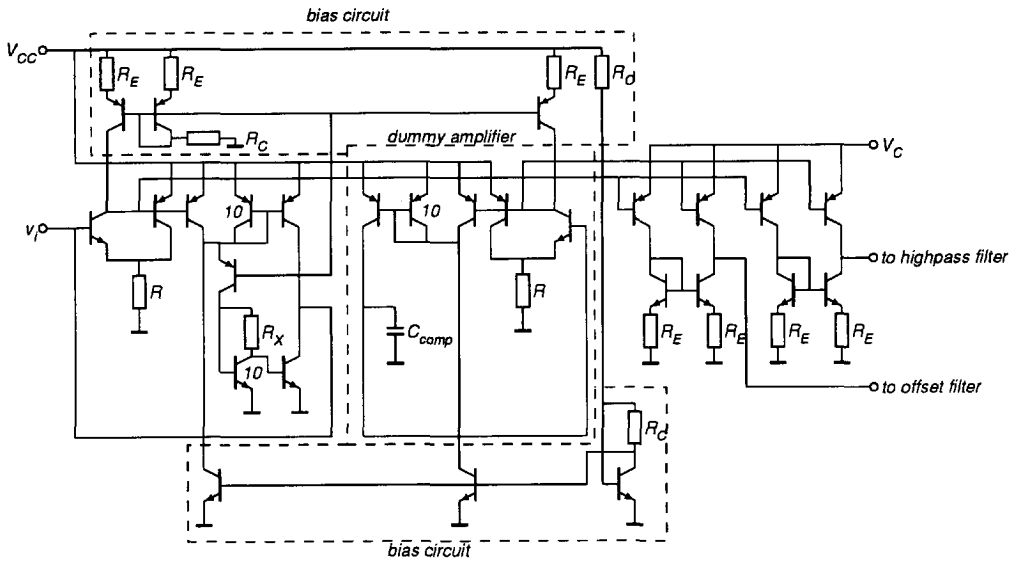 bias circuit
V_CC
R_E
R_E
R_E
R_C
R_C
dummy amplifier
V_C
10
10
v_i
to highpass filter
R
R
R_X
C_comp
R_E
R_E
R_E
R_E
10
to offset filter
R_C
bias circuit